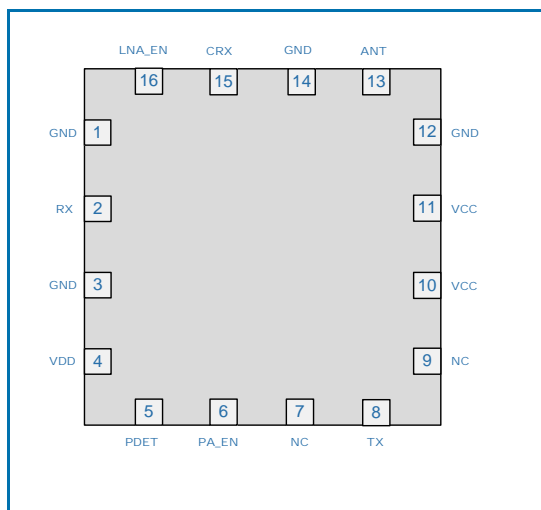 LNA_EN CRX GND ANT
16 15 14 13
GND 1 12 GND
RX 2 11 VCC
GND 3 10 VCC
VDD 4 9 NC
5 6 7 8
PDET PA_EN NC TX